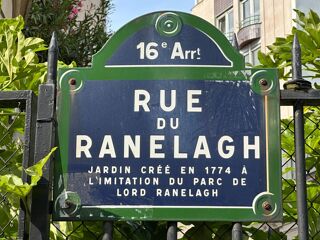 16e Arrt.
RUE
DU
RANELAGH
JARDIN CRÉÉ EN 1774 À
L'IMITATION DU PARC DE
LORD RANELAGH